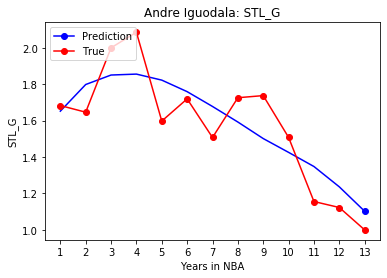 Andre Iguodala: STL_G
Prediction
True
STL_G
2.0
1.8
1.6
1.4
1.2
1.0
1 2 3 4 5 6 7 8 9 10 11 12 13
Years in NBA